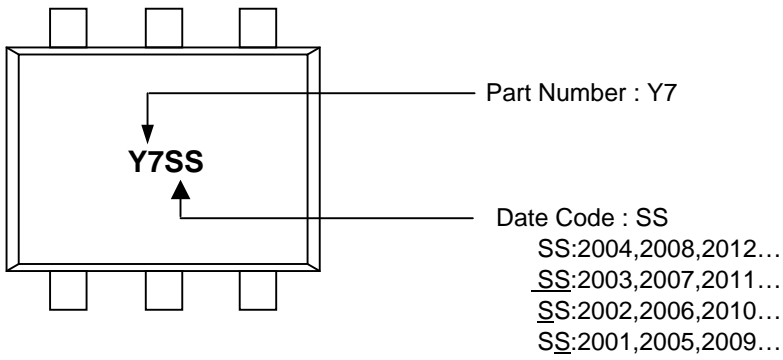 Part Number : Y7
Y7SS
Date Code : SS
SS:2004,2008,2012…
SS:2003,2007,2011…
SS:2002,2006,2010…
SS:2001,2005,2009…